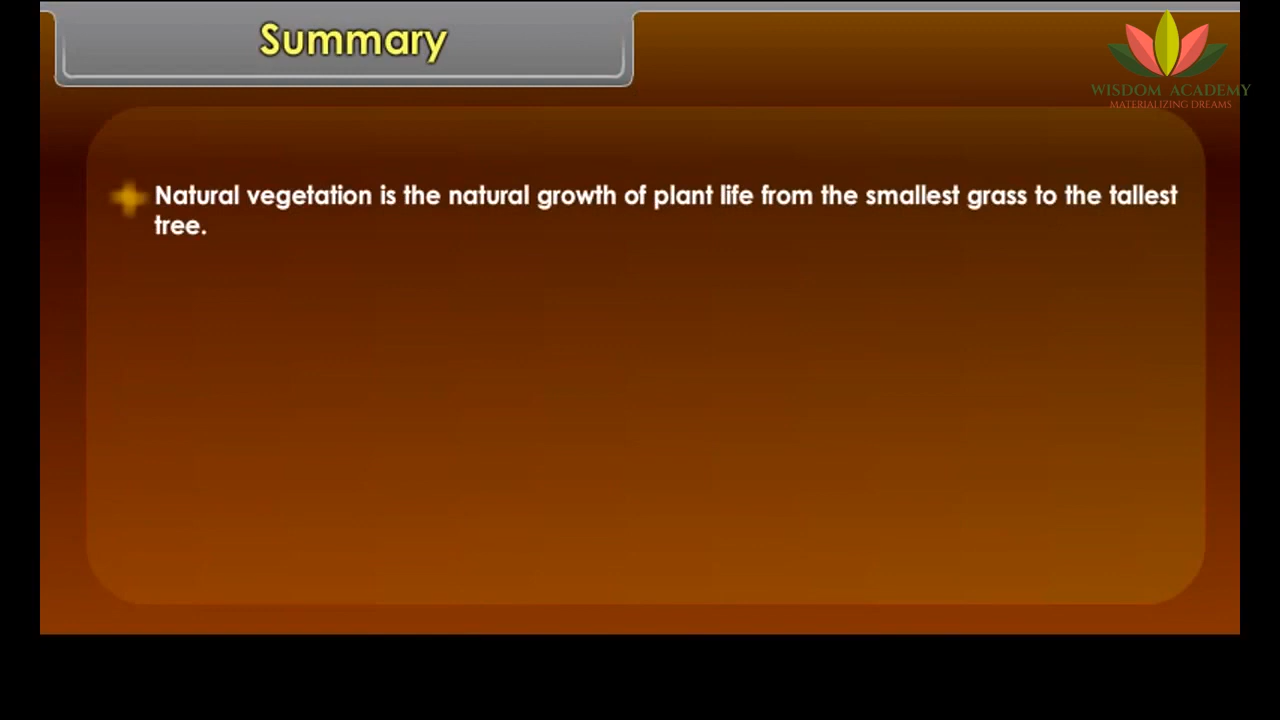 Summary
WISDOM ACADEMY
MATERIALIZING DREAMS
Natural vegetation is the natural growth of plant life from the smallest grass to the tallest
tree.